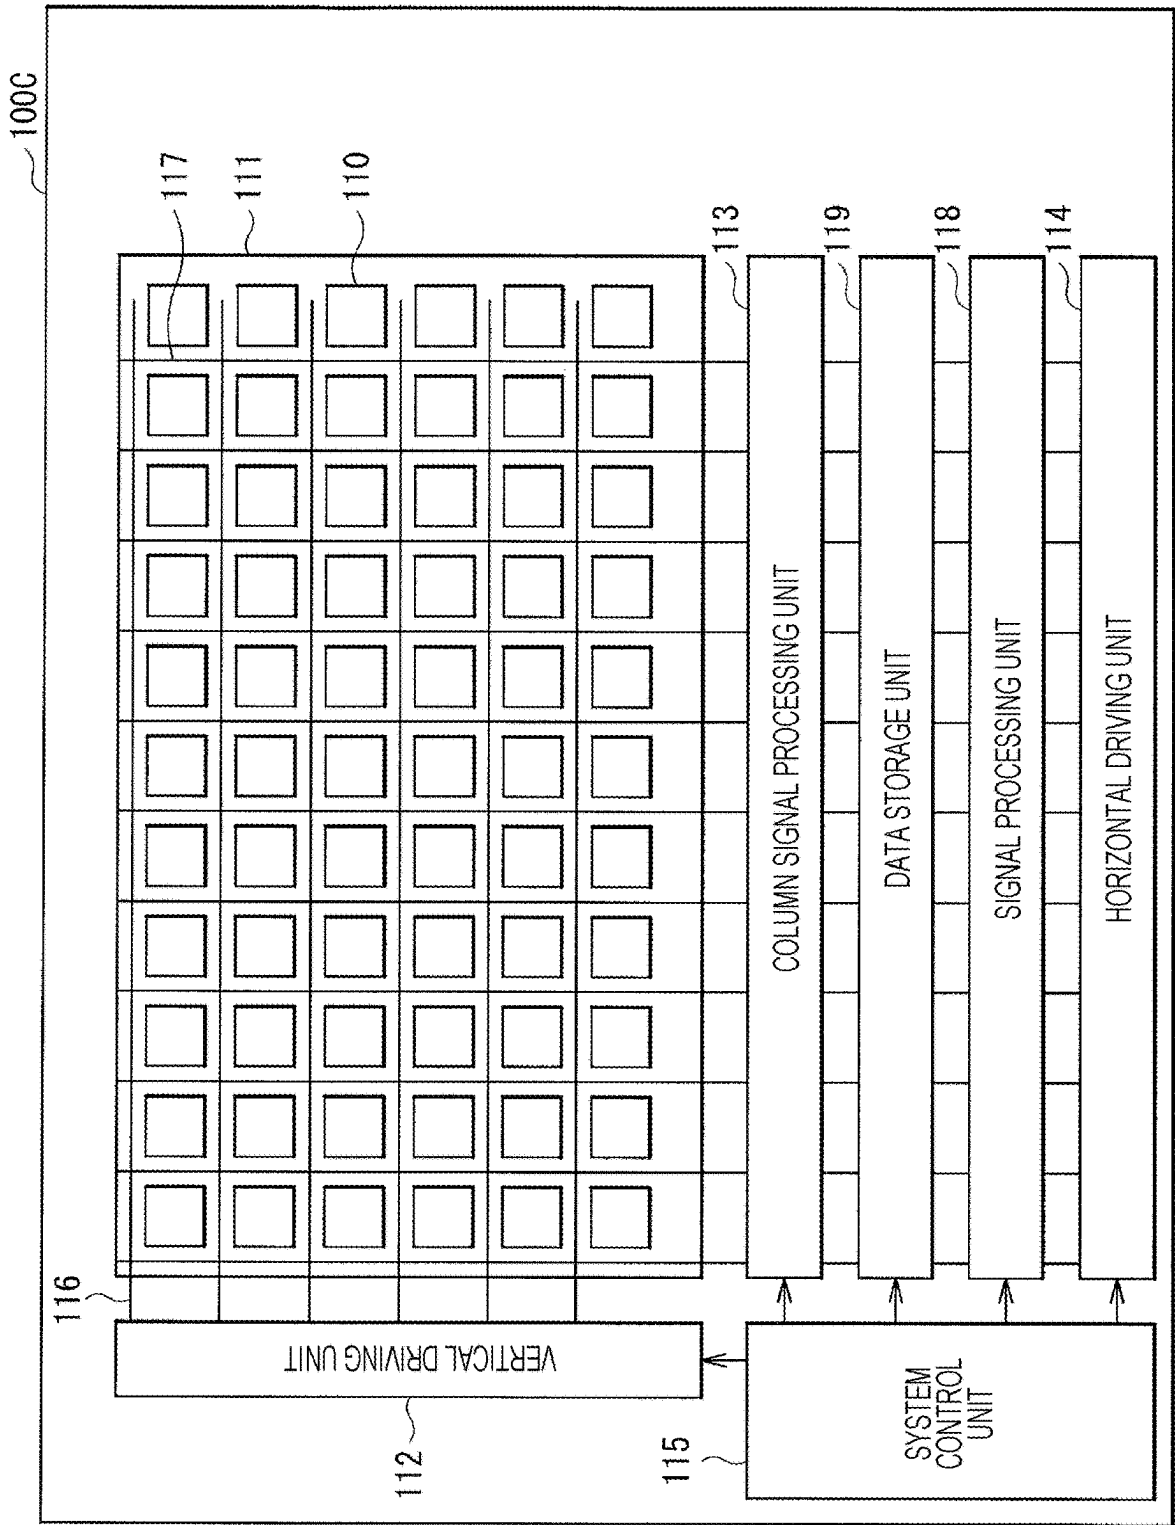 100C
117
111
110
116
VERTICAL DRIVING UNIT
112
113
COLUMN SIGNAL PROCESSING UNIT
119
DATA STORAGE UNIT
118
SIGNAL PROCESSING UNIT
114
HORIZONTAL DRIVING UNIT
115
SYSTEM
CONTROL
UNIT